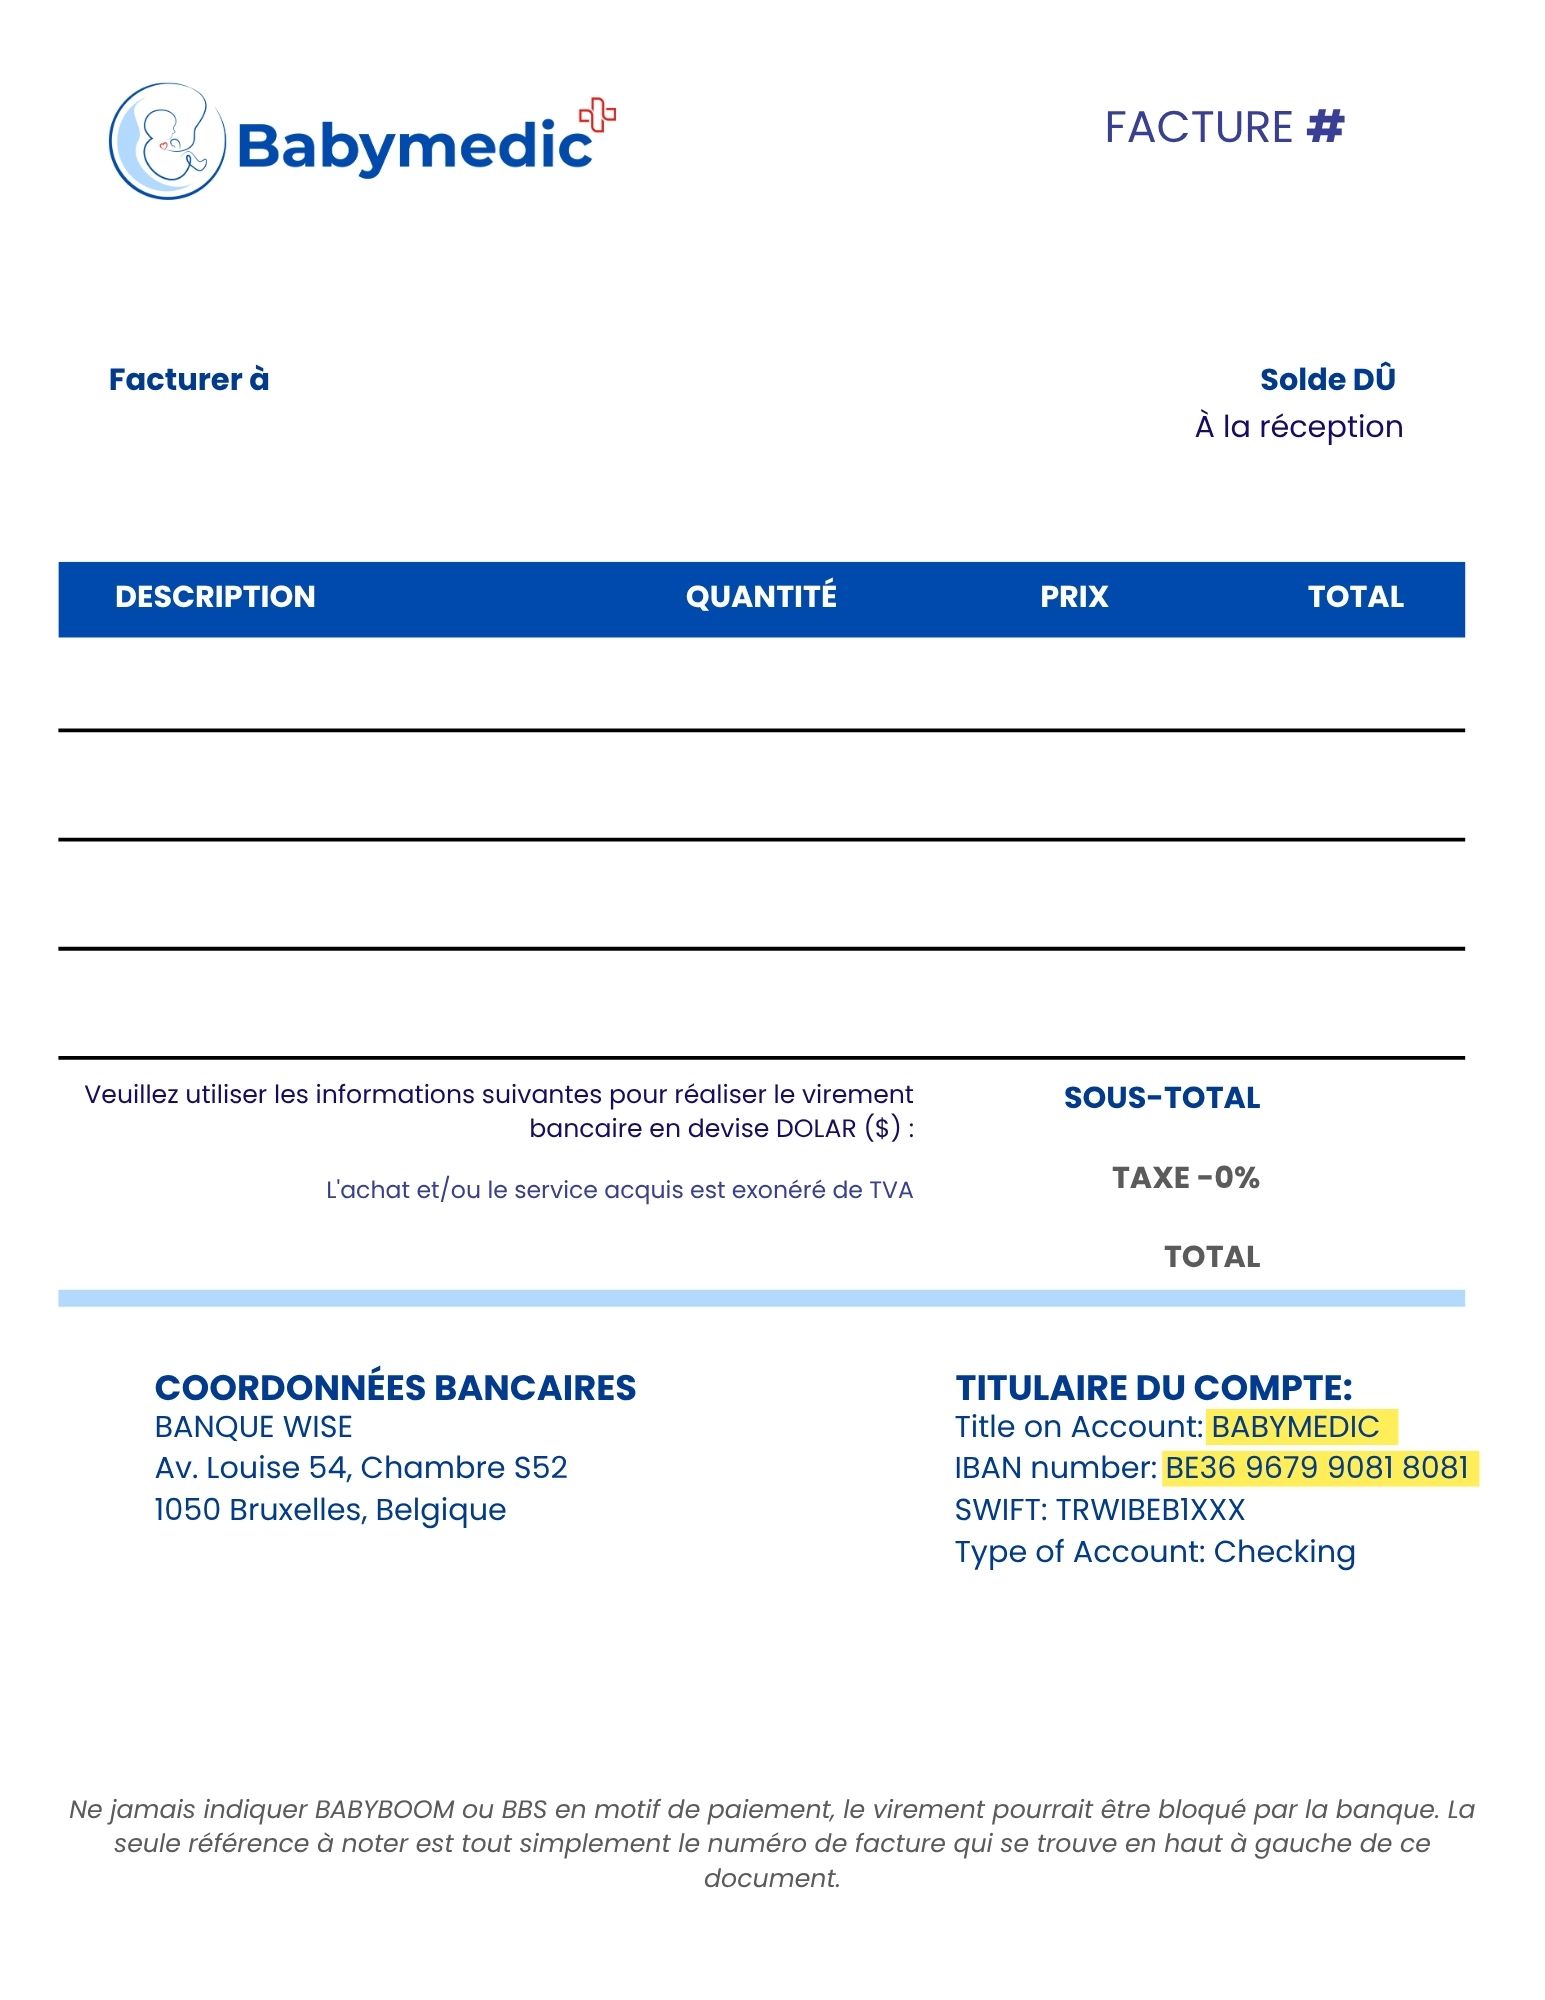 Babymedic
FACTURE #
Facturer à
Solde DÛ
À la réception
DESCRIPTION QUANTITÉ PRIX TOTAL
Veuillez utiliser les informations suivantes pour réaliser le virement
bancaire en devise DOLAR ($) :
L'achat et/ou le service acquis est exonéré de TVA
SOUS-TOTAL
TAXE -0%
TOTAL
COORDONNÉES BANCAIRES
BANQUE WISE
Av. Louise 54, Chambre S52
1050 Bruxelles, Belgique
TITULAIRE DU COMPTE:
Title on Account: BABYMEDIC
IBAN number: BE36 9679 9081 8081
SWIFT: TRWIBEB1XXX
Type of Account: Checking
Ne jamais indiquer BABYBOOM ou BBS en motif de paiement, le virement pourrait être bloqué par la banque. La
seule référence à noter est tout simplement le numéro de facture qui se trouve en haut à gauche de ce
document.